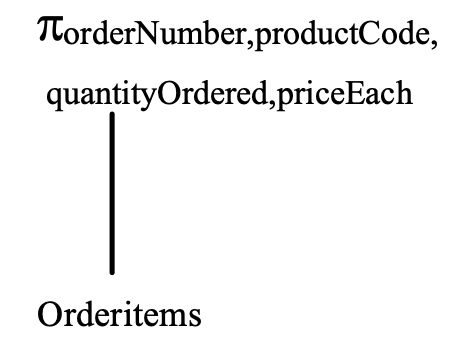 πorderNumber,productCode,
quantityOrdered,priceEach
Orderitems